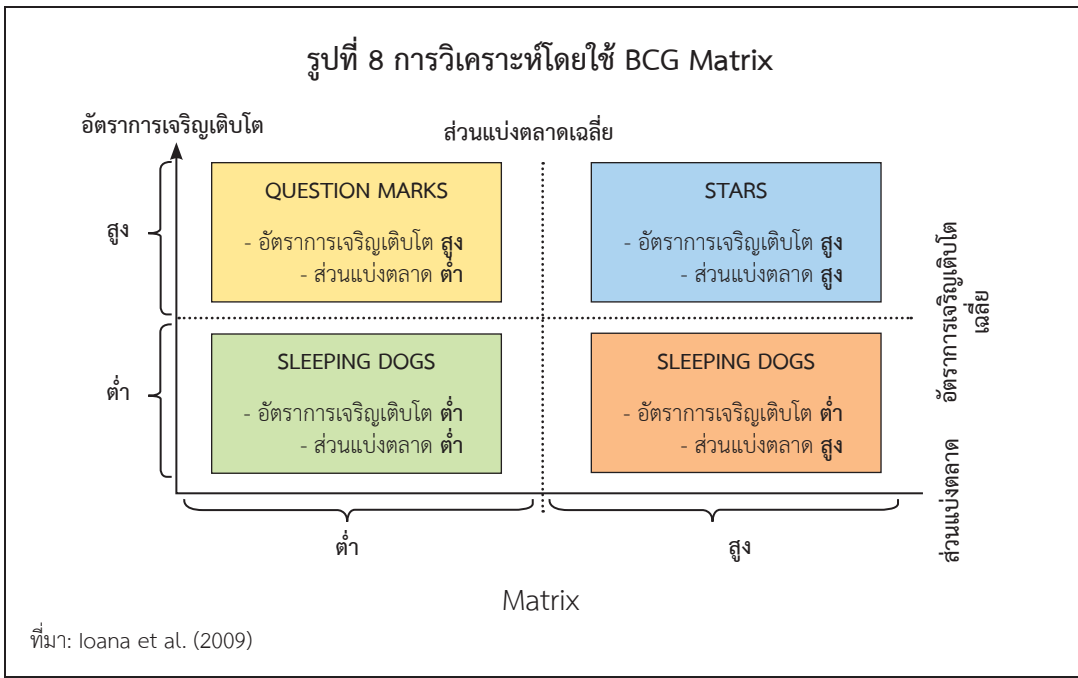 รูปที่ 8 การวิเคราะห์โดยใช้ BCG Matrix
อัตราการเจริญเติบโต
ส่วนแบ่งตลาดเฉลี่ย
สูง
QUESTION MARKS
- อัตราการเจริญเติบโต สูง
- ส่วนแบ่งตลาด ต่ำ
STARS
- อัตราการเจริญเติบโต สูง
- ส่วนแบ่งตลาด สูง
อัตราการเจริญเติบโต
เฉลี่ย
ต่ำ
SLEEPING DOGS
- อัตราการเจริญเติบโต ต่ำ
- ส่วนแบ่งตลาด ต่ำ
SLEEPING DOGS
- อัตราการเจริญเติบโต ต่ำ
- ส่วนแบ่งตลาด สูง
ส่วนแบ่งตลาด
ต่ำ
สูง
Matrix
ที่มา: Ioana et al. (2009)